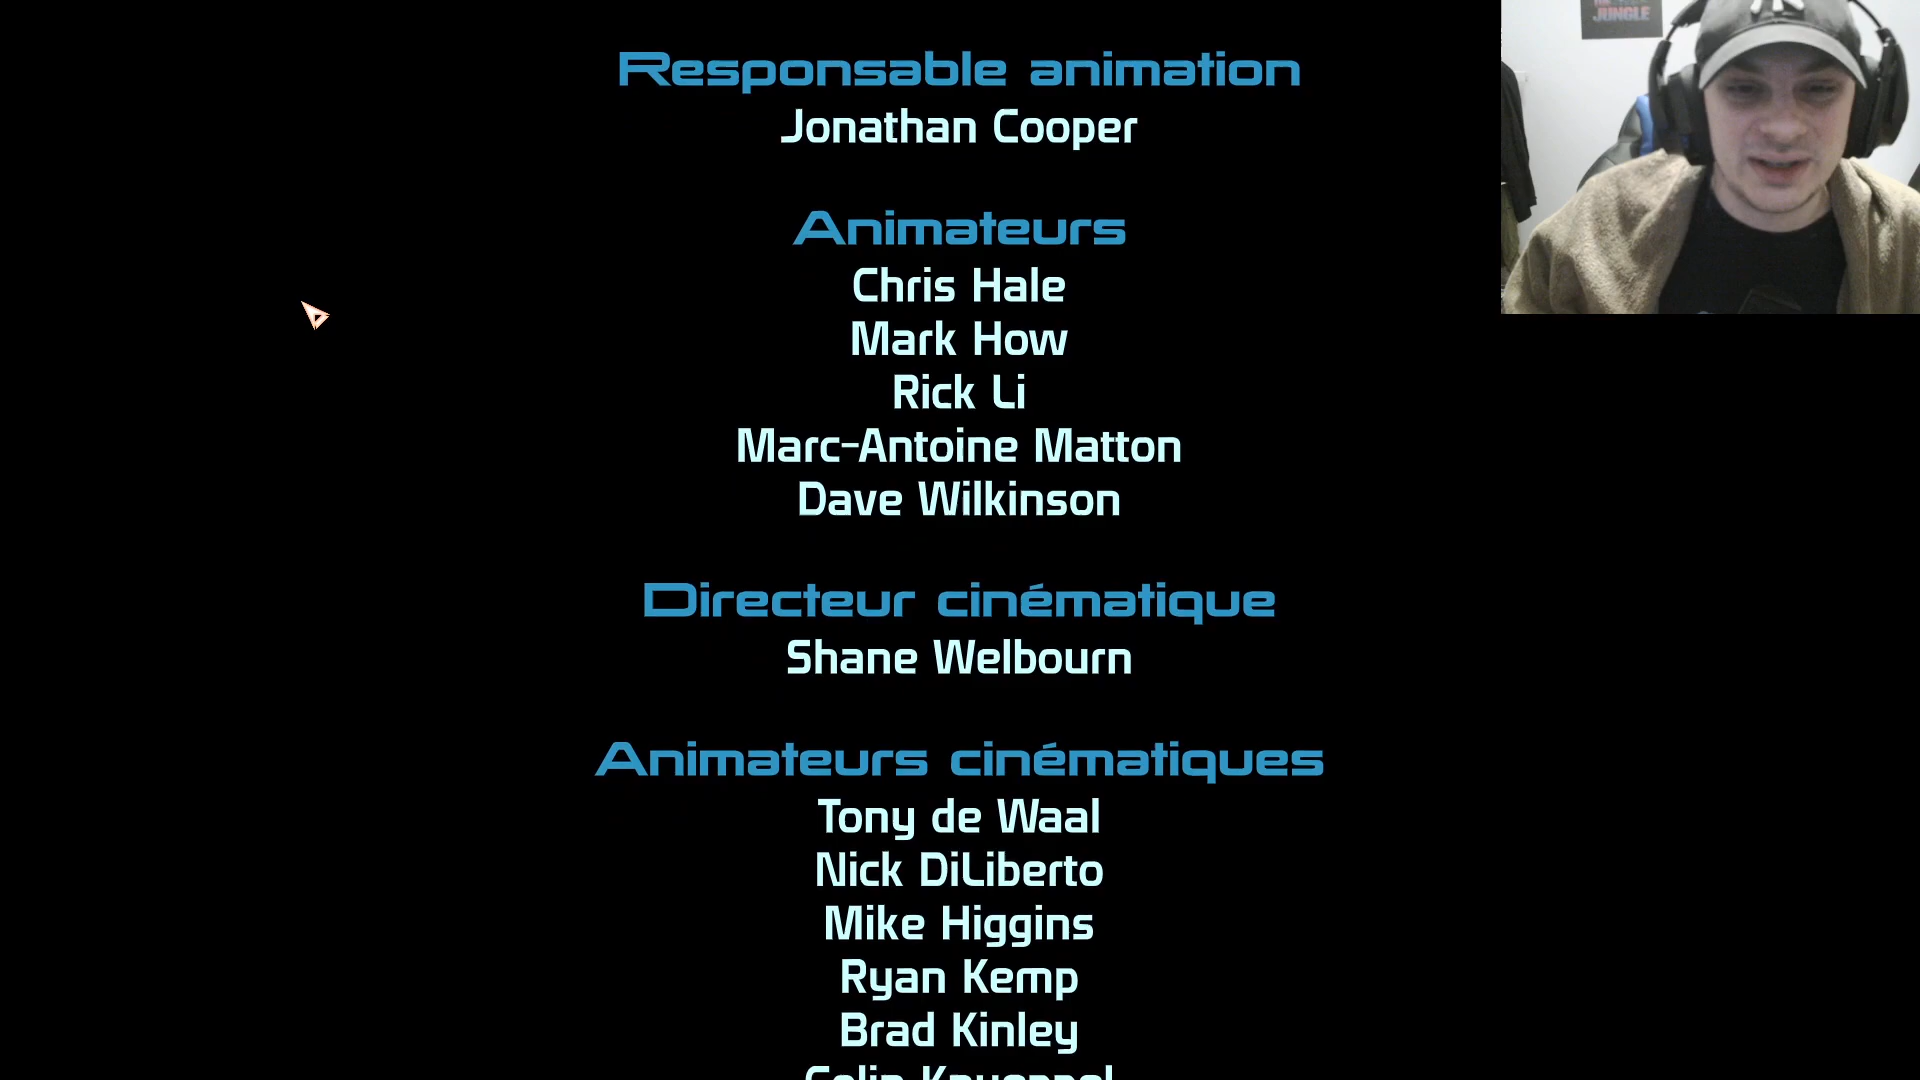 Responsable animation
Jonathan Cooper
Animateurs
Chris Hale
Mark How
Rick Li
Marc-Antoine Matton
Dave Wilkinson
Directeur cinématique
Shane Welbourn
Animateurs cinématiques
Tony de Waal
Nick DiLiberto
Mike Higgins
Ryan Kemp
Brad Kinley
JUNGLE